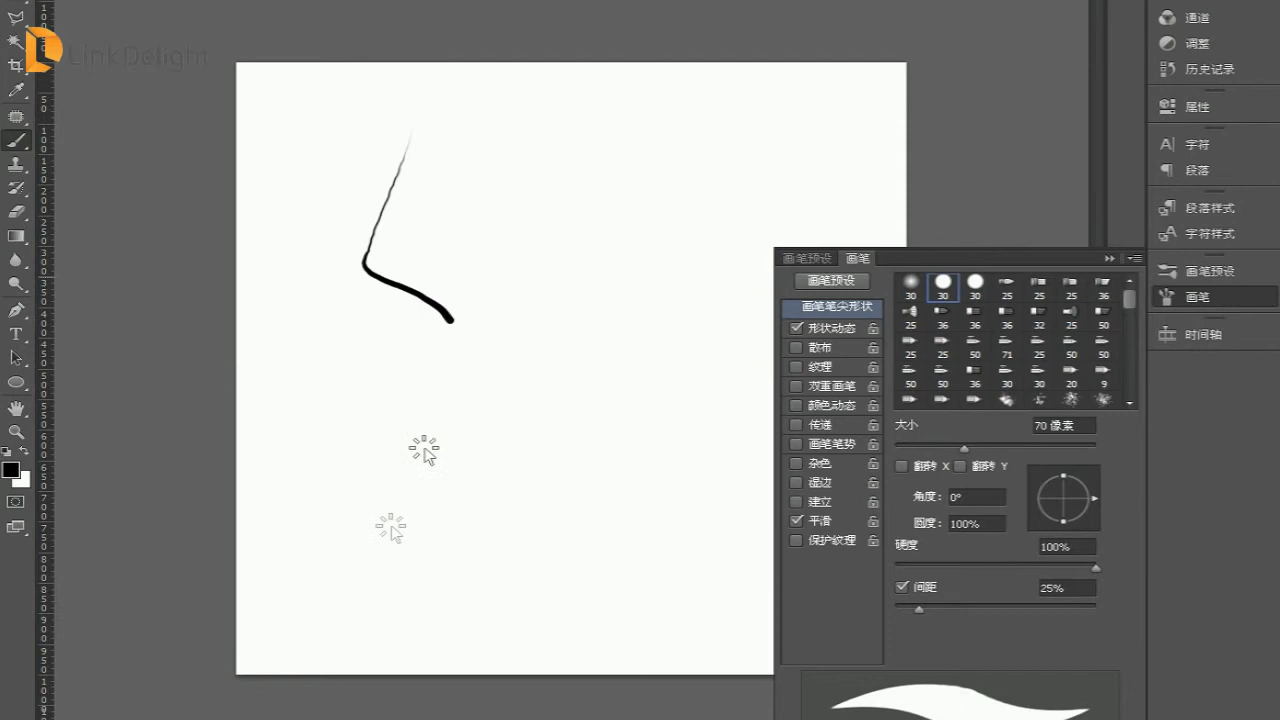 LinkDelight
通道
调整
历史记录
属性
字符
段落
段落样式
字符样式
画笔预设
画笔
时间轴
画笔预设 画笔
画笔预设
画笔笔尖形状
形状动态
散布
纹理
双重画笔
颜色动态
传递
画笔笔势
杂色
湿边
建立
平滑
保护纹理
30 30 30 25 25 25 36
25 36 36 36 32 25 50
25 25 50 71 25 50 50
50 50 36 30 30 20 9
大小 70 像素
翻转 X 翻转 Y
角度: 0°
圆度: 100%
硬度 100%
间距 25%